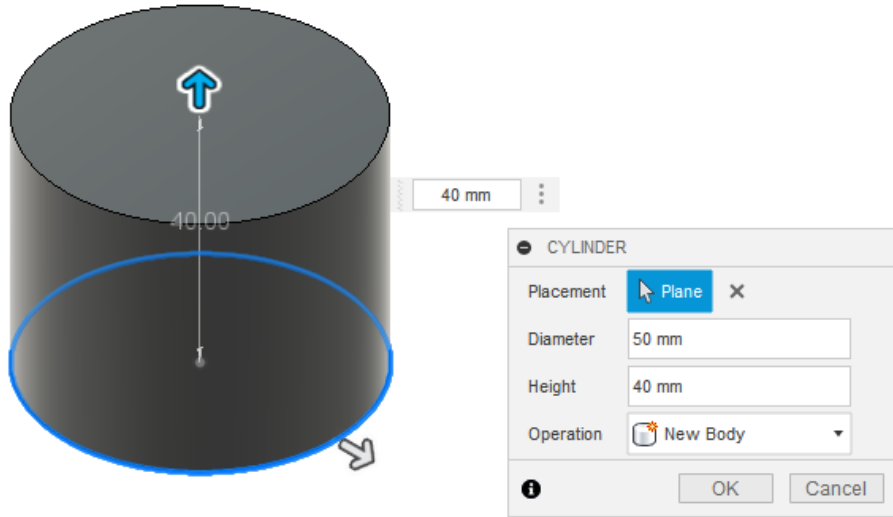 40.00
40 mm
CYLINDER
Placement Plane
Diameter 50 mm
Height 40 mm
Operation New Body
OK Cancel